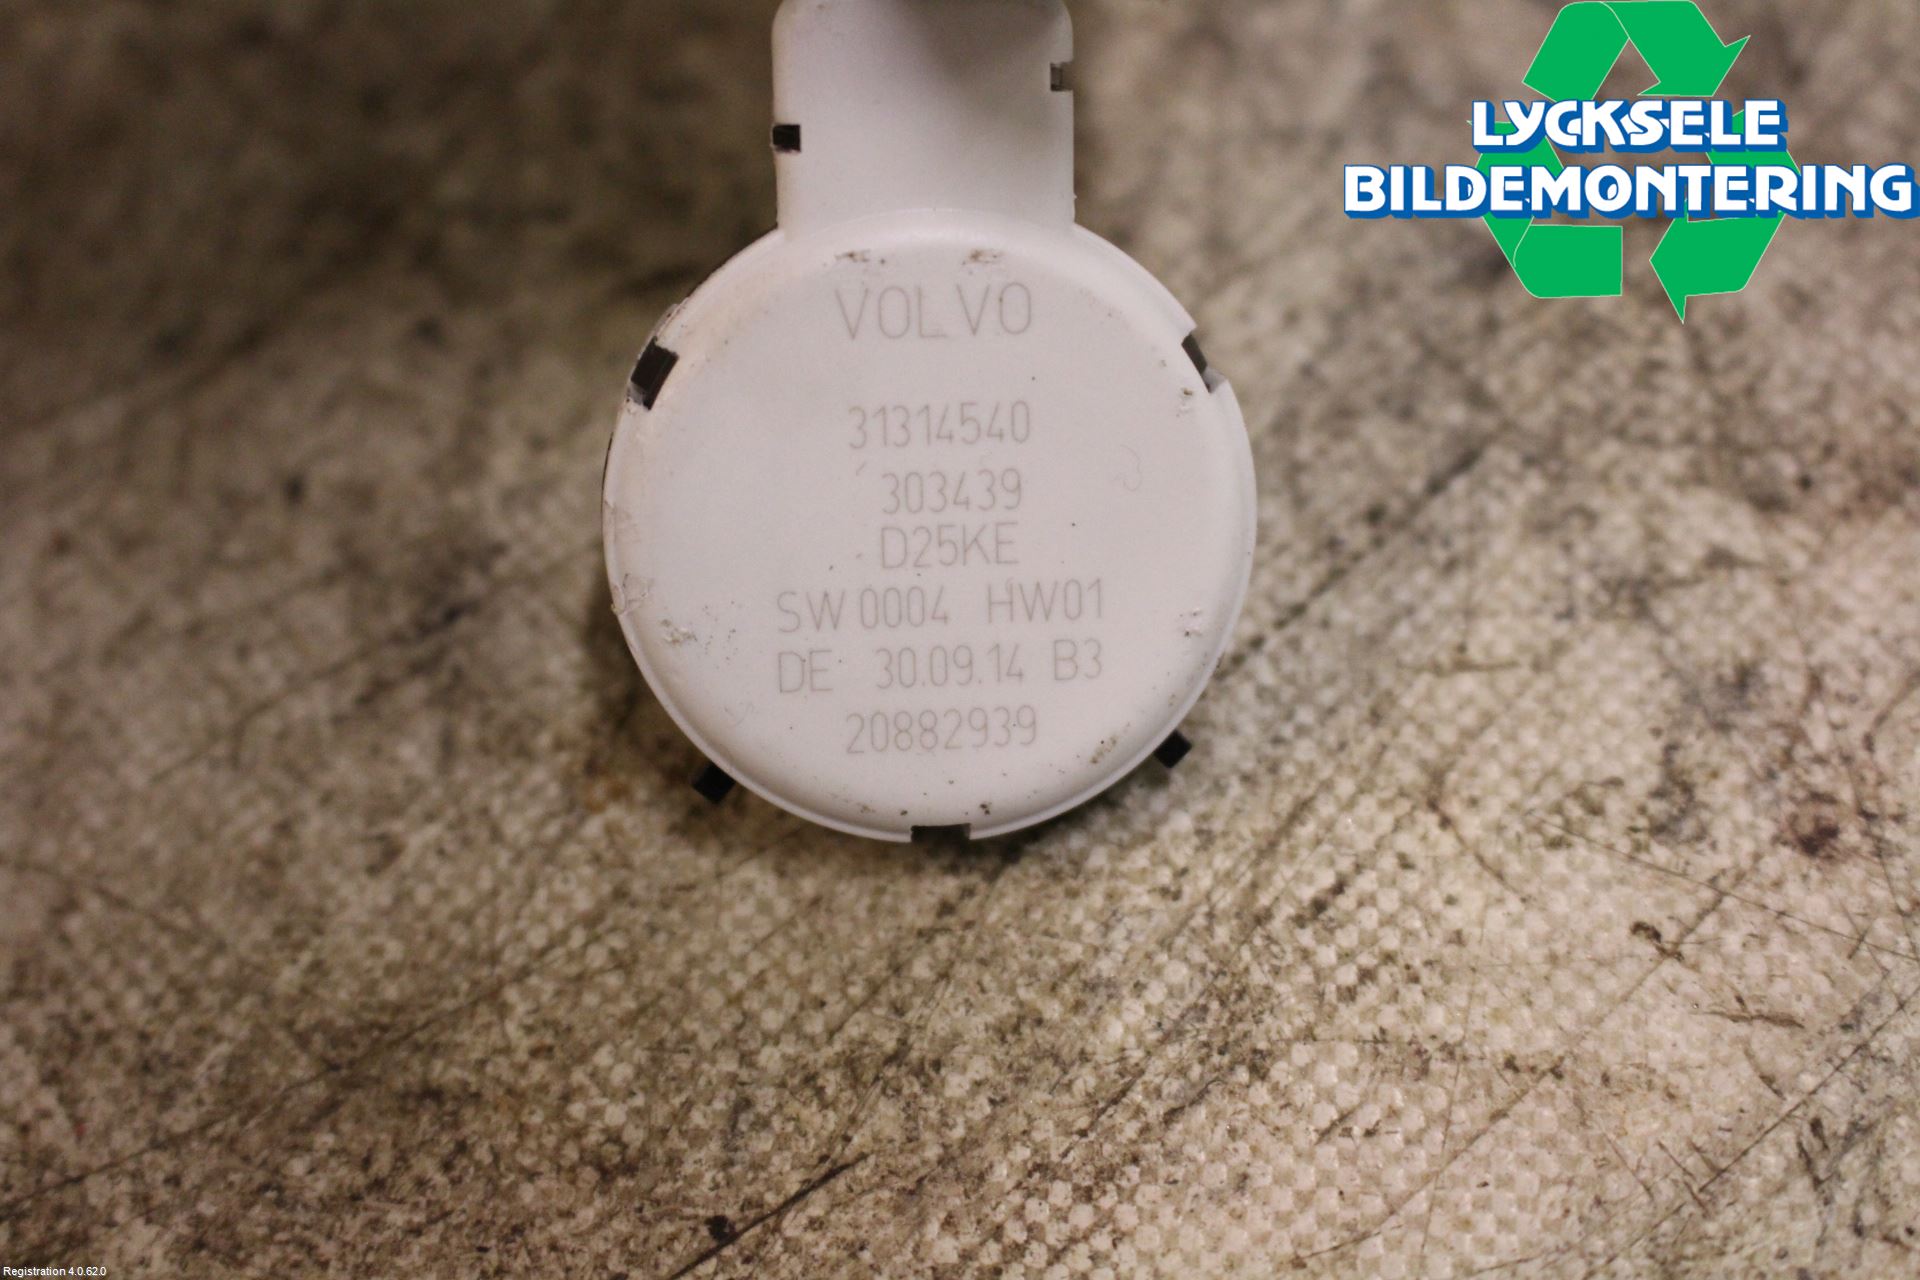 LYCKSELE
BILDEMONTERING
VOLVO
31314540
303439
D25KE
SW0004 HW01
DE 30.09.14 B3
20882939
Registration 4.0.62.0